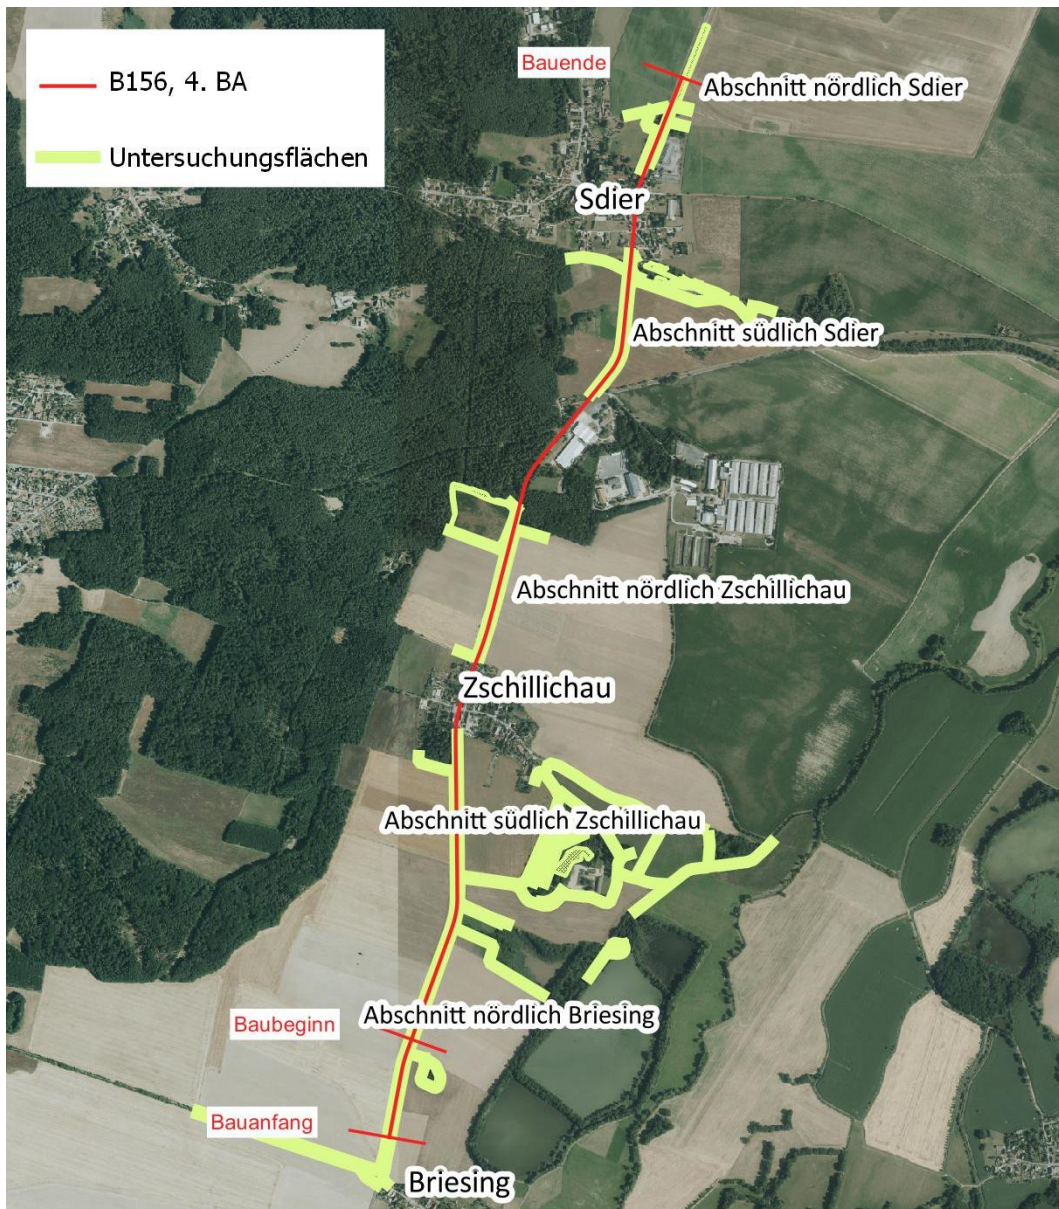 Bauende
B156, 4. BA
Abschnitt nördlich Sdier
Untersuchungsflächen
Sdier
Abschnitt südlich Sdier
Abschnitt nördlich Zschillichau
Zschillichau
Abschnitt südlich Zschillichau
Abschnitt nördlich Briesing
Baubeginn
Bauanfang
Briesing